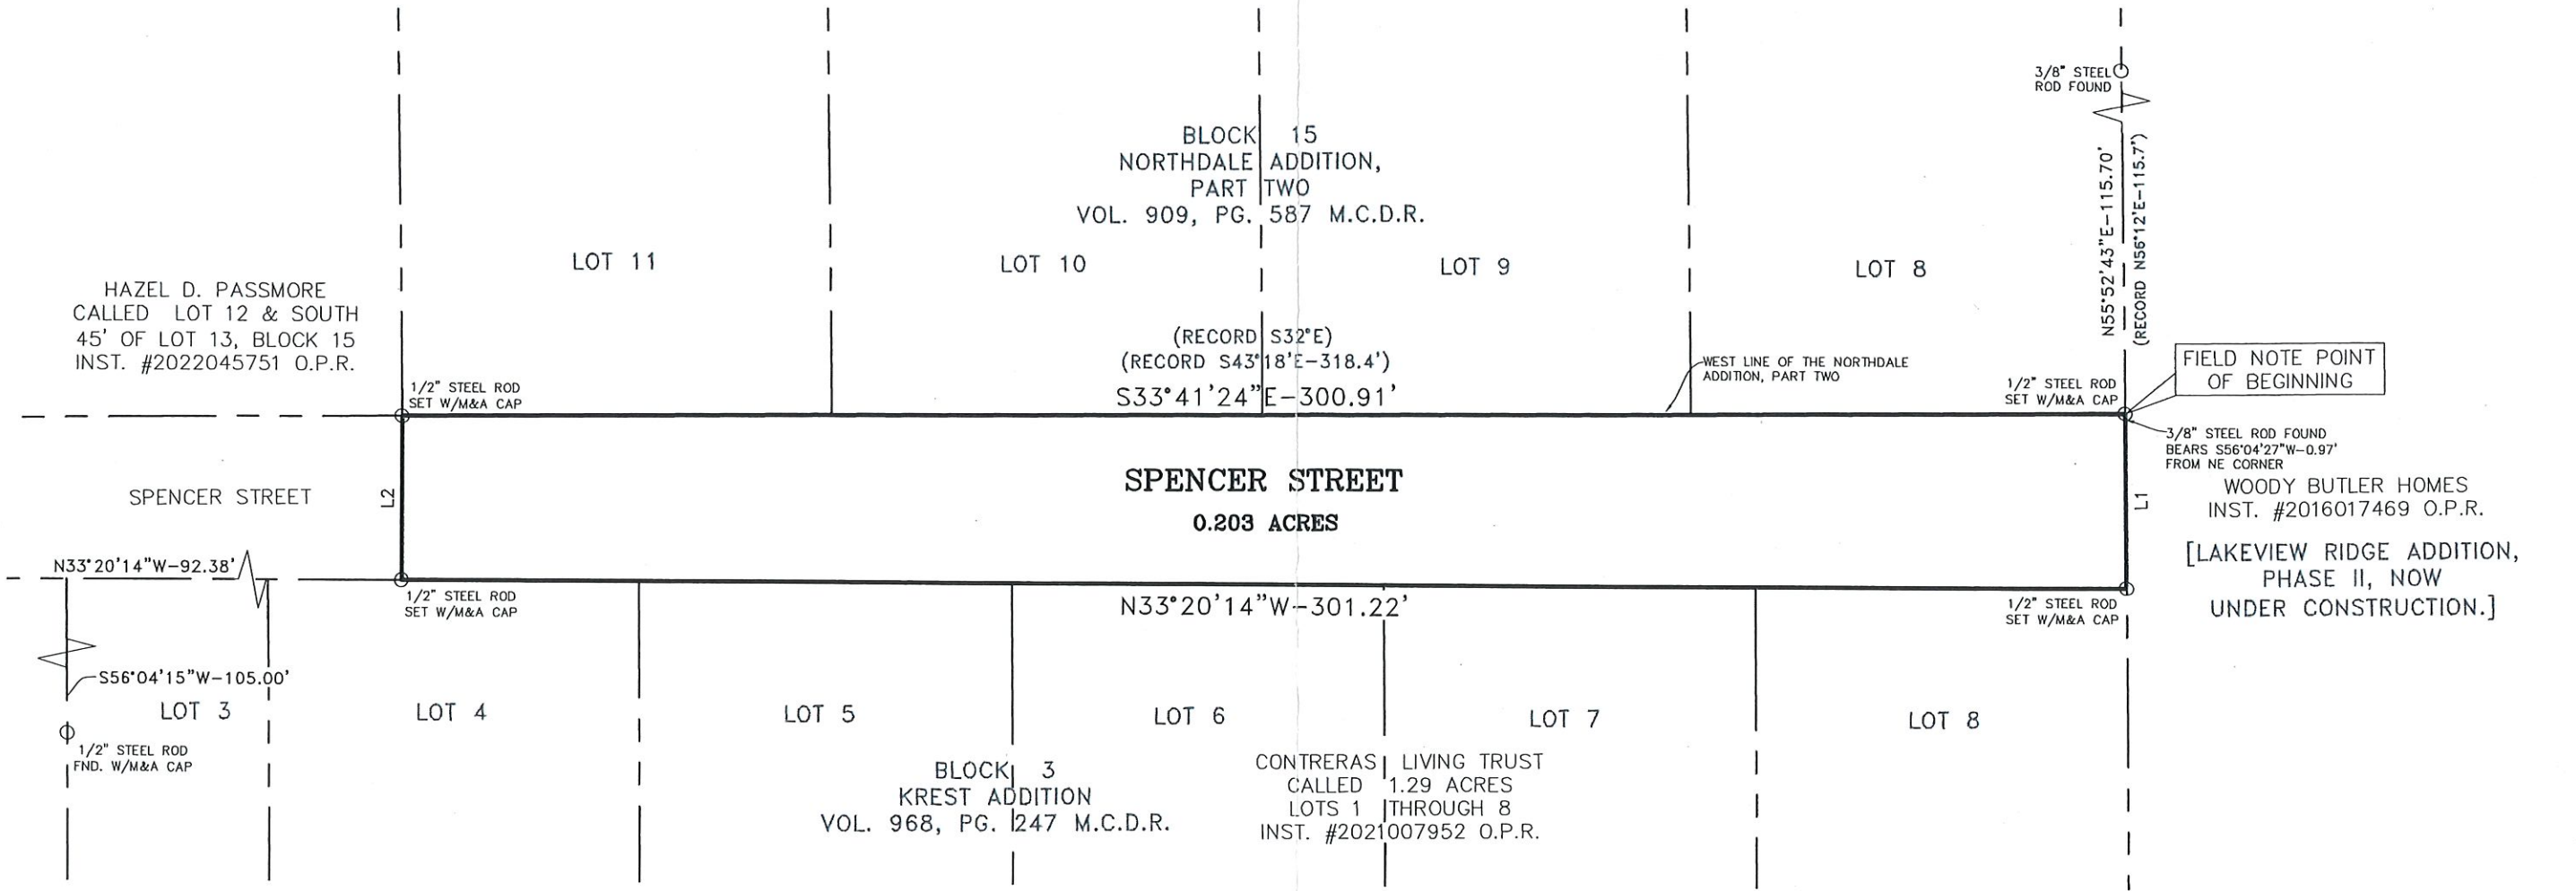 3/8" STEEL
ROD FOUND
BLOCK 15
NORTHDALE ADDITION,
PART TWO
VOL. 909, PG. 587 M.C.D.R.
N55°52'43"E-115.70'
(RECORD N56°12'E-115.7')
LOT 11
LOT 10
LOT 9
LOT 8
HAZEL D. PASSMORE
CALLED LOT 12 & SOUTH
45' OF LOT 13, BLOCK 15
INST. #2022045751 O.P.R.
(RECORD S32°E)
(RECORD S43°18'E-318.4')
S33°41'24"E-300.91'
WEST LINE OF THE NORTHDALE
ADDITION, PART TWO
FIELD NOTE POINT
OF BEGINNING
1/2" STEEL ROD
SET W/M&A CAP
1/2" STEEL ROD
SET W/M&A CAP
3/8" STEEL ROD FOUND
BEARS S56°04'27"W-0.97'
FROM NE CORNER
SPENCER STREET
L2
SPENCER STREET
0.203 ACRES
L1
WOODY BUTLER HOMES
INST. #2016017469 O.P.R.
[LAKEVIEW RIDGE ADDITION,
PHASE II, NOW
UNDER CONSTRUCTION.]
N33°20'14"W-92.38'
1/2" STEEL ROD
SET W/M&A CAP
N33°20'14"W-301.22'
1/2" STEEL ROD
SET W/M&A CAP
S56°04'15"W-105.00'
LOT 3
LOT 4
LOT 5
LOT 6
LOT 7
LOT 8
1/2" STEEL ROD
FND. W/M&A CAP
BLOCK 3
KREST ADDITION
VOL. 968, PG. 247 M.C.D.R.
CONTRERAS LIVING TRUST
CALLED 1.29 ACRES
LOTS 1 THROUGH 8
INST. #2021007952 O.P.R.